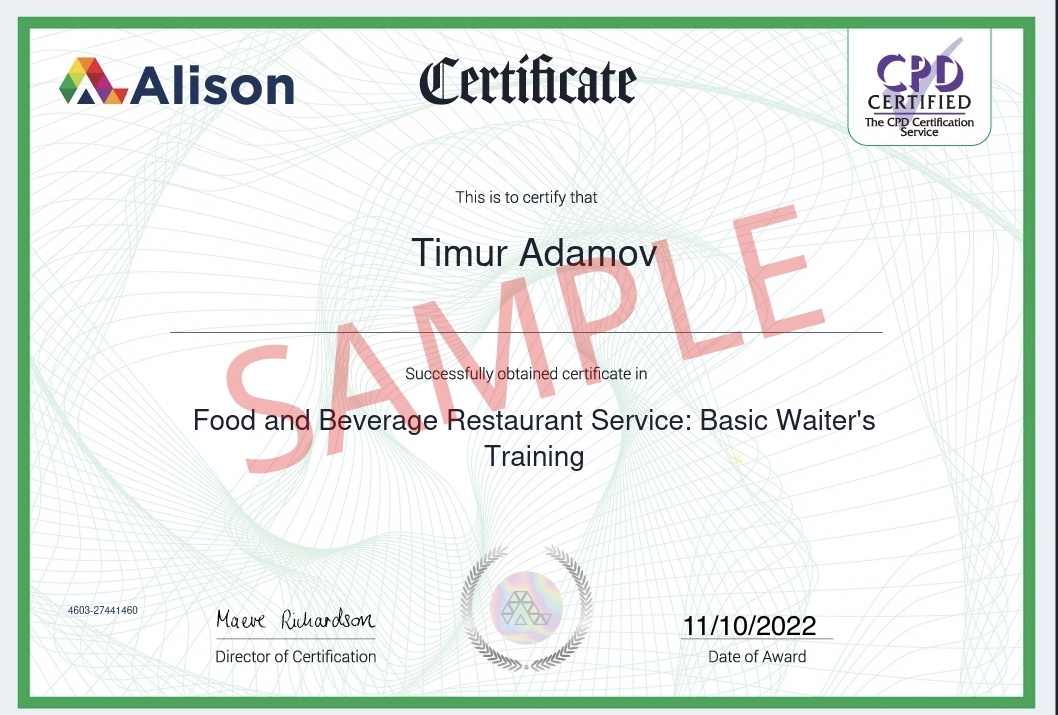 Alison
Certificate
CPD
CERTIFIED
The CPD Certification
Service
This is to certify that
Timur Adamov
SAMPLE
Successfully obtained certificate in
Food and Beverage Restaurant Service: Basic Waiter's
Training
4603-27441460
Maeve Richardson
Director of Certification
11/10/2022
Date of Award